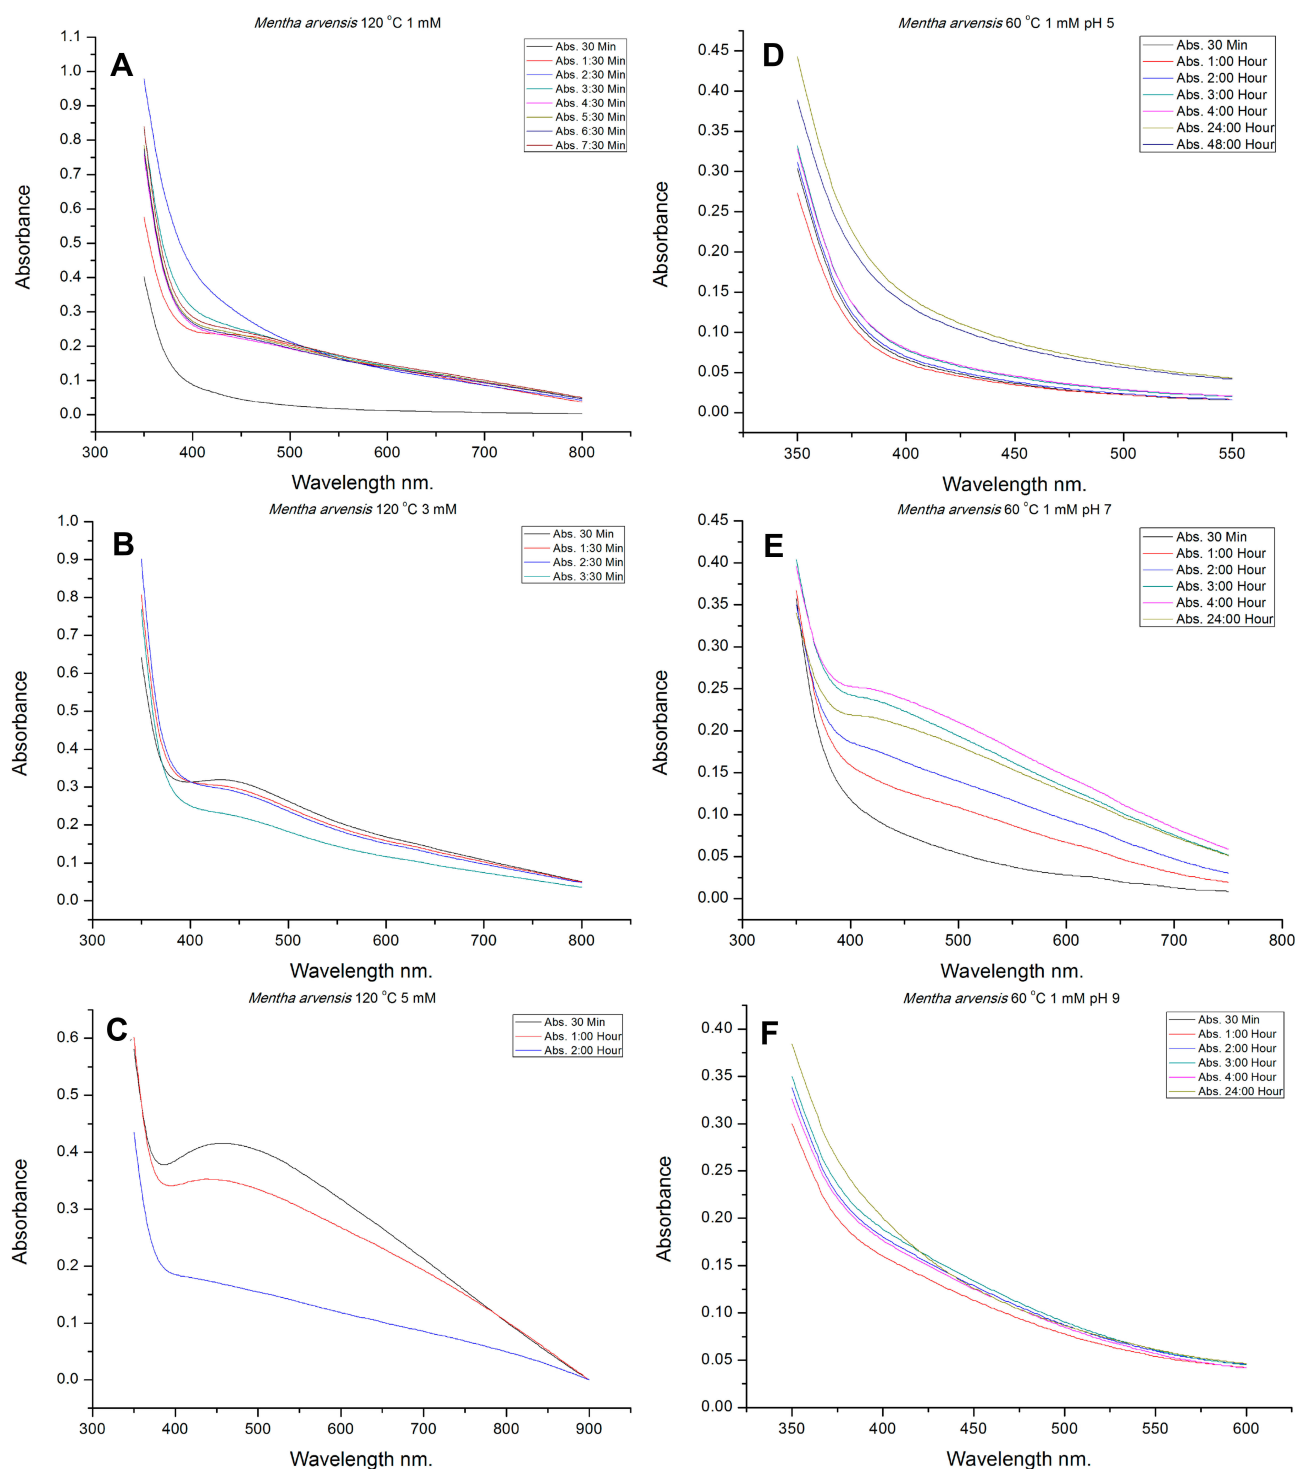 Mentha arvensis 120 °C 1 mM
A
Abs. 30 Min
Abs. 1:30 Min
Abs. 2:30 Min
Abs. 3:30 Min
Abs. 4:30 Min
Abs. 5:30 Min
Abs. 6:30 Min
Abs. 7:30 Min
1.1
1.0
0.9
0.8
0.7
0.6
0.5
0.4
0.3
0.2
0.1
0.0
Absorbance
300 400 500 600 700 800
Wavelength nm.
Mentha arvensis 120 °C 3 mM
B
Abs. 30 Min
Abs. 1:30 Min
Abs. 2:30 Min
Abs. 3:30 Min
1.0
0.9
0.8
0.7
0.6
0.5
0.4
0.3
0.2
0.1
0.0
Absorbance
300 400 500 600 700 800
Wavelength nm.
Mentha arvensis 120 °C 5 mM
C
Abs. 30 Min
Abs. 1:00 Hour
Abs. 2:00 Hour
0.6
0.5
0.4
0.3
0.2
0.1
0.0
Absorbance
300 400 500 600 700 800 900
Wavelength nm.
Mentha arvensis 60 °C 1 mM pH 5
D
Abs. 30 Min
Abs. 1:00 Hour
Abs. 2:00 Hour
Abs. 3:00 Hour
Abs. 4:00 Hour
Abs. 24:00 Hour
Abs. 48:00 Hour
0.45
0.40
0.35
0.30
0.25
0.20
0.15
0.10
0.05
0.00
Absorbance
350 400 450 500 550
Wavelength nm.
Mentha arvensis 60 °C 1 mM pH 7
E
Abs. 30 Min
Abs. 1:00 Hour
Abs. 2:00 Hour
Abs. 3:00 Hour
Abs. 4:00 Hour
Abs. 24:00 Hour
0.45
0.40
0.35
0.30
0.25
0.20
0.15
0.10
0.05
0.00
Absorbance
300 400 500 600 700 800
Wavelength nm.
Mentha arvensis 60 °C 1 mM pH 9
F
Abs. 30 Min
Abs. 1:00 Hour
Abs. 2:00 Hour
Abs. 3:00 Hour
Abs. 4:00 Hour
Abs. 24:00 Hour
0.40
0.35
0.30
0.25
0.20
0.15
0.10
0.05
0.00
Absorbance
350 400 450 500 550 600
Wavelength nm.